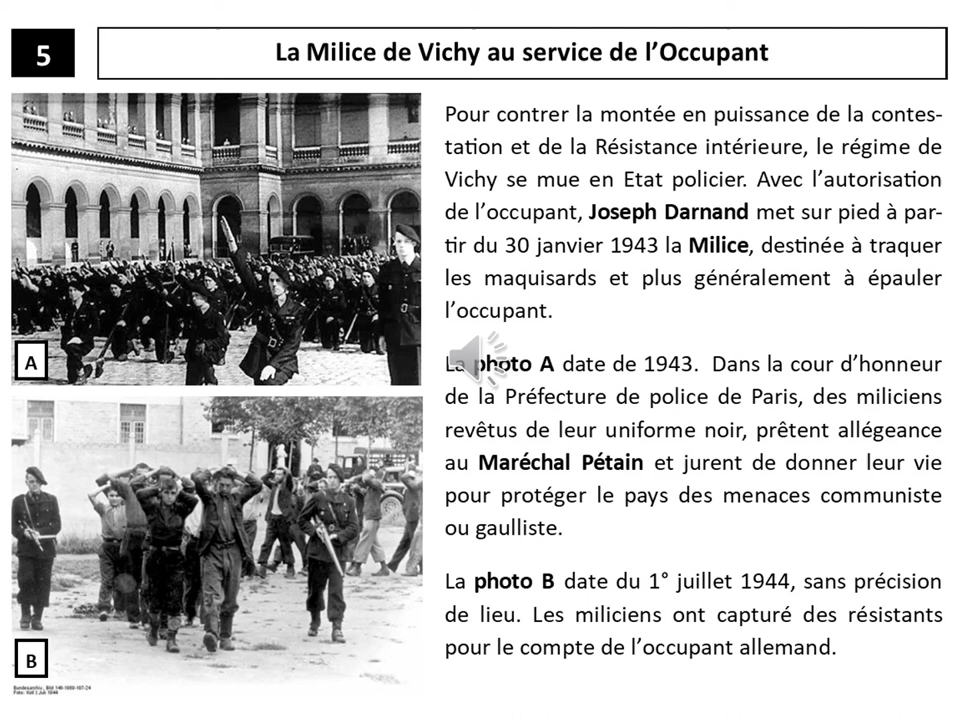 5
La Milice de Vichy au service de l’Occupant
Pour contrer la montée en puissance de la contes-
tation et de la Résistance intérieure, le régime de
Vichy se mue en Etat policier. Avec l’autorisation
de l’occupant, Joseph Darnand met sur pied à par-
tir du 30 janvier 1943 la Milice, destinée à traquer
les maquisards et plus généralement à épauler
l’occupant.
La photo A date de 1943. Dans la cour d’honneur
de la Préfecture de police de Paris, des miliciens
revêtus de leur uniforme noir, prêtent allégeance
au Maréchal Pétain et jurent de donner leur vie
pour protéger le pays des menaces communiste
ou gaulliste.
La photo B date du 1° juillet 1944, sans précision
de lieu. Les miliciens ont capturé des résistants
pour le compte de l’occupant allemand.
A
B
Bundesarchiv, Bild
Foto: Juli 1944